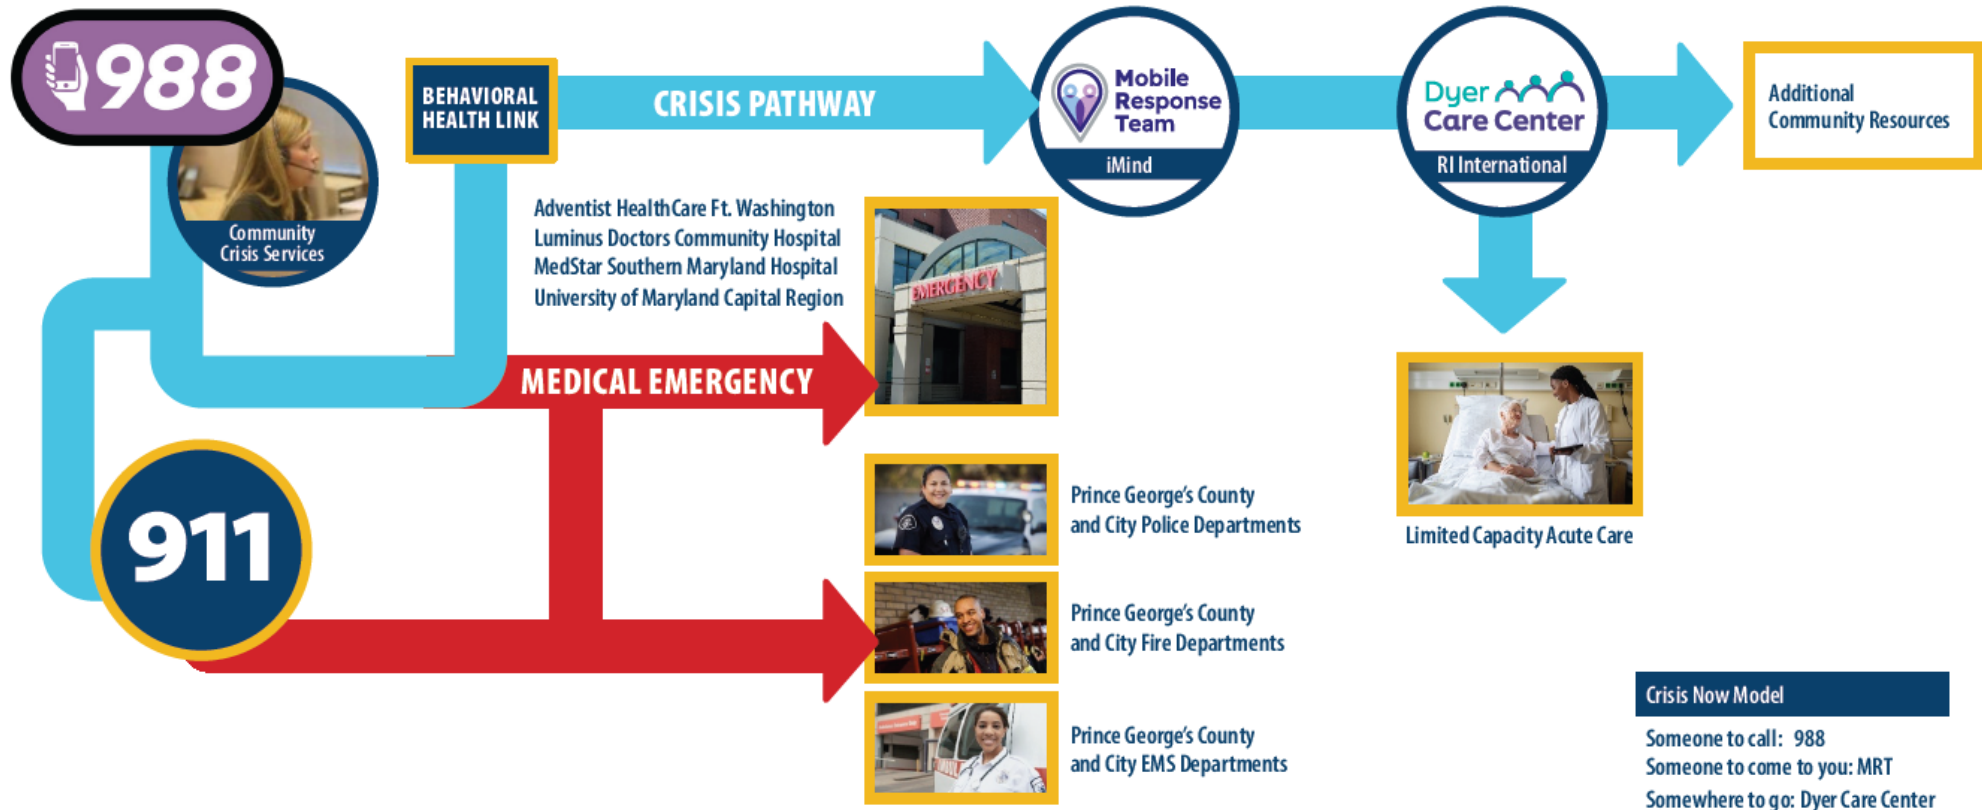 988
Community
Crisis Services
BEHAVIORAL
HEALTH LINK
CRISIS PATHWAY
Mobile
Response
Team
iMind
Dyer
Care Center
RI International
Additional
Community Resources
Adventist HealthCare Ft. Washington
Luminus Doctors Community Hospital
MedStar Southern Maryland Hospital
University of Maryland Capital Region
EMERGENCY
MEDICAL EMERGENCY
911
Prince George's County
and City Police Departments
Prince George's County
and City Fire Departments
Prince George's County
and City EMS Departments
Limited Capacity Acute Care
Crisis Now Model
Someone to call: 988
Someone to come to you: MRT
Somewhere to go: Dyer Care Center